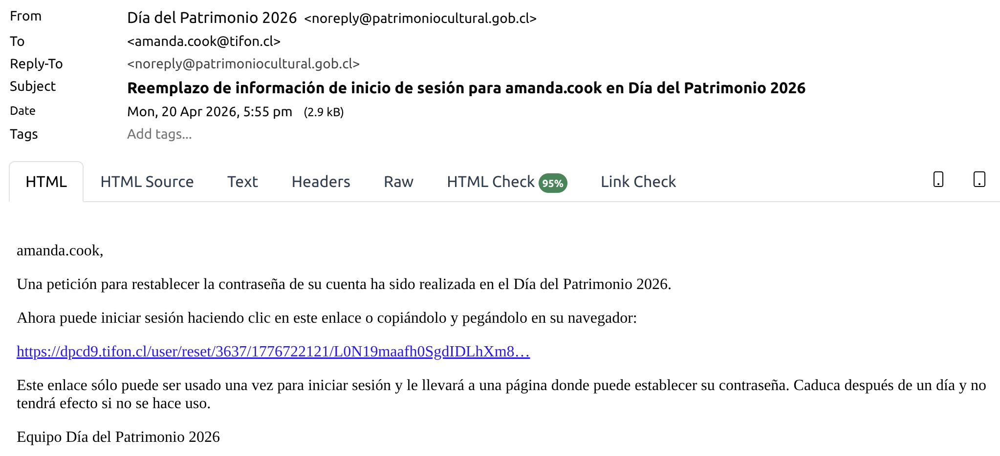 From Día del Patrimonio 2026 <noreply@patrimoniocultural.gob.cl>
To <amanda.cook@tifon.cl>
Reply-To <noreply@patrimoniocultural.gob.cl>
Subject Reemplazo de información de inicio de sesión para amanda.cook en Día del Patrimonio 2026
Date Mon, 20 Apr 2026, 5:55 pm (2.9 kB)
Tags Add tags...
HTML HTML Source Text Headers Raw HTML Check 95% Link Check
amanda.cook,
Una petición para restablecer la contraseña de su cuenta ha sido realizada en el Día del Patrimonio 2026.
Ahora puede iniciar sesión haciendo clic en este enlace o copiándolo y pegándolo en su navegador:
https://dpcd9.tifon.cl/user/reset/3637/1776722121/L0N19maafh0SgdIDLhXm8…
Este enlace sólo puede ser usado una vez para iniciar sesión y le llevará a una página donde puede establecer su contraseña. Caduca después de un día y no
tendrá efecto si no se hace uso.
Equipo Día del Patrimonio 2026